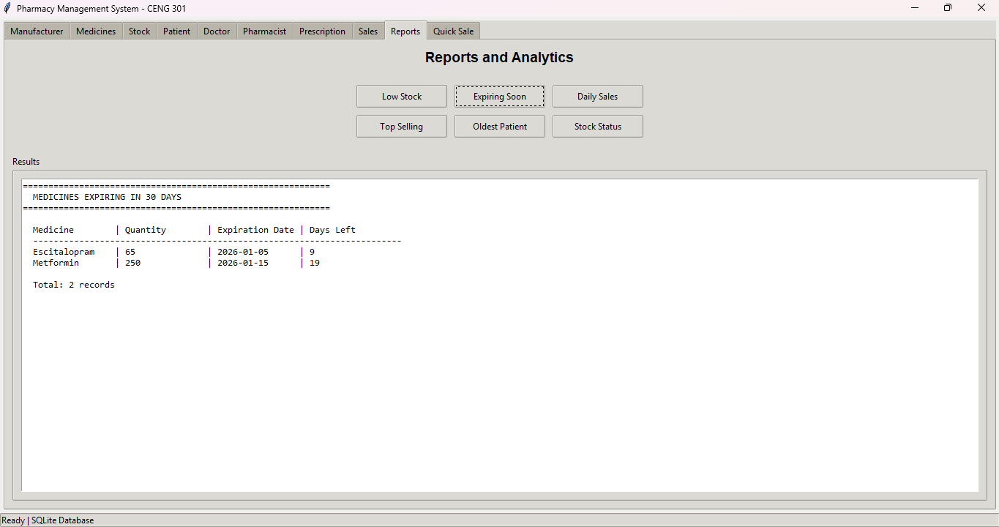 Pharmacy Management System - CENG 301
Manufacturer Medicines Stock Patient Doctor Pharmacist Prescription Sales Reports Quick Sale
Reports and Analytics
Low Stock Expiring Soon Daily Sales
Top Selling Oldest Patient Stock Status
Results
============================================================
MEDICINES EXPIRING IN 30 DAYS
============================================================
Medicine | Quantity | Expiration Date | Days Left
------------------------------------------------------------------------
Escitalopram | 65 | 2026-01-05 | 9
Metformin | 250 | 2026-01-15 | 19
Total: 2 records
Ready | SQLite Database